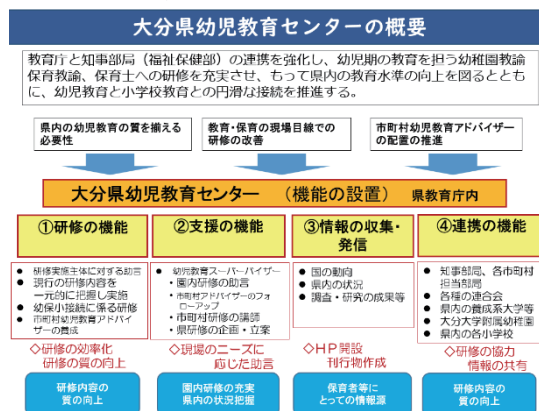 大分県幼児教育センターの概要
教育庁と知事部局（福祉保健部）の連携を強化し、幼児期の教育を担う幼稚園教諭
保育教諭、保育士への研修を充実させ、もって県内の教育水準の向上を図るととも
に、幼児教育と小学校教育との円滑な接続を推進する。
県内の幼児教育の質を揃える
必要性
教育・保育の現場目線での
研修の改善
市町村幼児教育アドバイザー
の配置の推進
大分県幼児教育センター （機能の設置） 県教育庁内
①研修の機能
● 研修実施主体に対する助言
● 現行の研修内容を
一元的に把握し実施
● 幼保小接続に係る研修
● 市町村幼児教育アドバイ
ザーの養成
◇研修の効率化
研修の質の向上
研修内容の
質の向上
②支援の機能
● 幼児教育スーパーバイザー
・園内研修の助言
・市町村アドバイザーのフォ
ローアップ
・市町村研修の講師
・県研修の企画・立案
◇現場のニーズに
応じた助言
園内研修の充実
県内の状況把握
③情報の収集・
発信
● 国の動向
● 県内の状況
● 調査・研究の成果等
◇ＨＰ開設
刊行物作成
保育者等に
とっての情報源
④連携の機能
● 知事部局、各市町村
担当部局
● 各種の連合会
● 県内の養成系大学等
● 大分大学附属幼稚園
● 県内の各小学校
◇研修の協力
情報の共有
研修内容の
質の向上